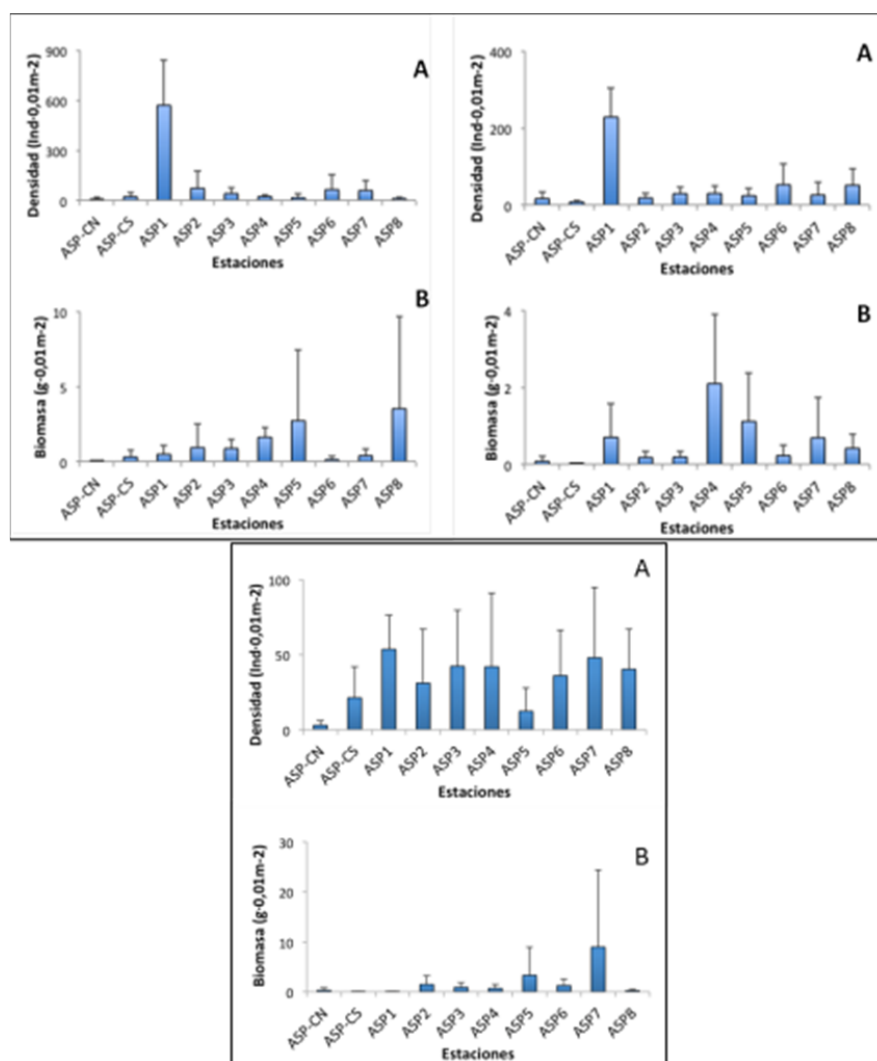 A
Densidad (Ind·0,01m-2)
900
600
300
0
ASP-CN ASP-CS ASP1 ASP2 ASP3 ASP4 ASP5 ASP6 ASP7 ASP8
Estaciones
B
Biomasa (g·0,01m-2)
10
5
0
ASP-CN ASP-CS ASP1 ASP2 ASP3 ASP4 ASP5 ASP6 ASP7 ASP8
Estaciones
A
Densidad (Ind·0,01m-2)
400
200
0
ASP-CN ASP-CS ASP1 ASP2 ASP3 ASP4 ASP5 ASP6 ASP7 ASP8
Estaciones
B
Biomasa (g·0,01m-2)
4
2
0
ASP-CN ASP-CS ASP1 ASP2 ASP3 ASP4 ASP5 ASP6 ASP7 ASP8
Estaciones
A
Densidad (Ind·0,01m-2)
100
50
0
ASP-CN ASP-CS ASP1 ASP2 ASP3 ASP4 ASP5 ASP6 ASP7 ASP8
Estaciones
B
Biomasa (g·0,01m-2)
30
20
10
0
ASP-CN ASP-CS ASP1 ASP2 ASP3 ASP4 ASP5 ASP6 ASP7 ASP8
Estaciones